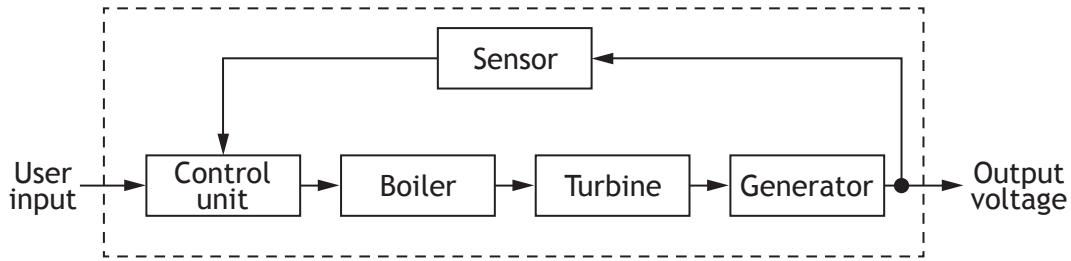 Sensor
User
input
Control
unit
Boiler
Turbine
Generator
Output
voltage